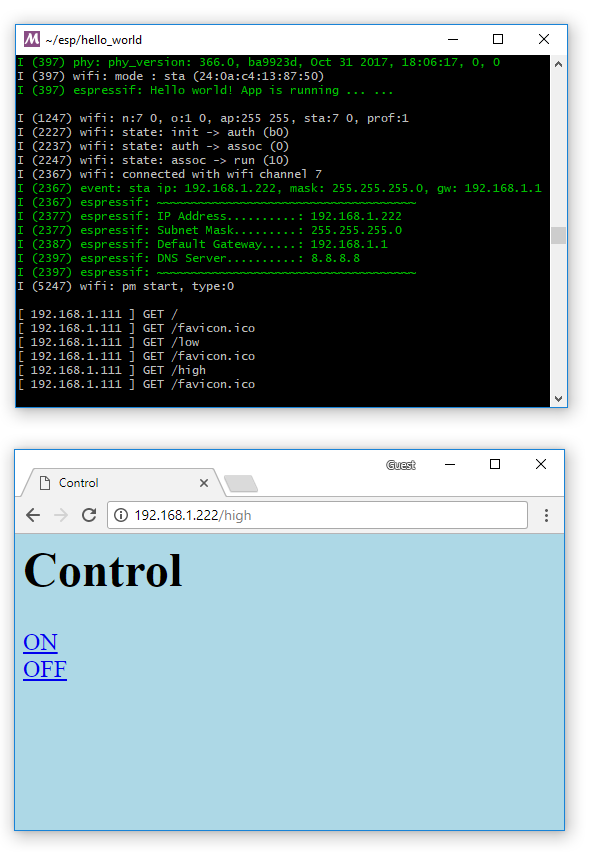 ~/esp/hello_world
I (397) phy: phy_version: 366.0, ba9923d, Oct 31 2017, 18:06:17, 0, 0
I (397) wifi: mode : sta (24:0a:c4:13:87:50)
I (397) espressif: Hello world! App is running ... ...
I (1247) wifi: n:7 0, o:1 0, ap:255 255, sta:7 0, prof:1
I (2227) wifi: state: init -> auth (b0)
I (2237) wifi: state: auth -> assoc (0)
I (2247) wifi: state: assoc -> run (10)
I (2367) wifi: connected with wifi channel 7
I (2367) event: sta ip: 192.168.1.222, mask: 255.255.255.0, gw: 192.168.1.1
I (2367) espressif: ~~~~~~~~~~~~~~~~~~~~~~~~~~~~~~~~~~~
I (2377) espressif: IP Address..........: 192.168.1.222
I (2377) espressif: Subnet Mask.........: 255.255.255.0
I (2387) espressif: Default Gateway.....: 192.168.1.1
I (2397) espressif: DNS Server..........: 8.8.8.8
I (2397) espressif: ~~~~~~~~~~~~~~~~~~~~~~~~~~~~~~~~~~~
I (5247) wifi: pm start, type:0
[ 192.168.1.111 ] GET /
[ 192.168.1.111 ] GET /favicon.ico
[ 192.168.1.111 ] GET /low
[ 192.168.1.111 ] GET /favicon.ico
[ 192.168.1.111 ] GET /high
[ 192.168.1.111 ] GET /favicon.ico
Guest
Control
192.168.1.222/high
Control
ON
OFF